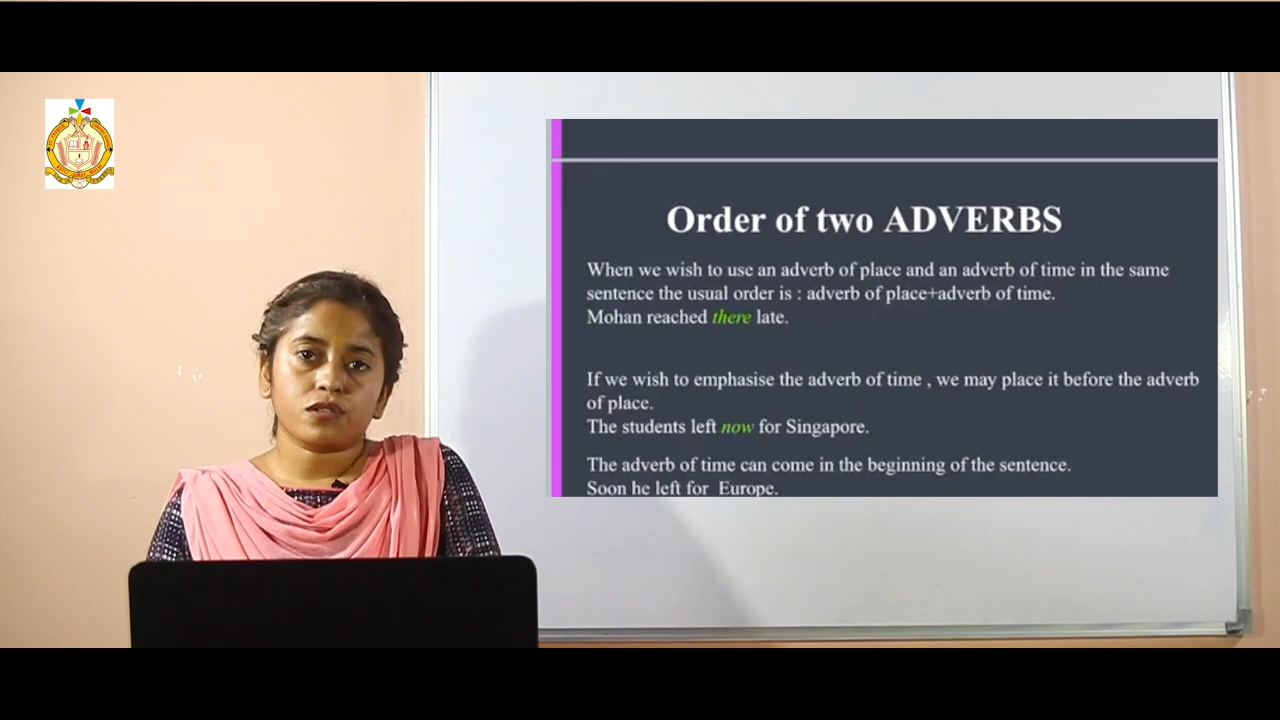 Order of two ADVERBS
When we wish to use an adverb of place and an adverb of time in the same
sentence the usual order is : adverb of place+adverb of time.
Mohan reached there late.
If we wish to emphasise the adverb of time , we may place it before the adverb
of place.
The students left now for Singapore.
The adverb of time can come in the beginning of the sentence.
Soon he left for Europe.